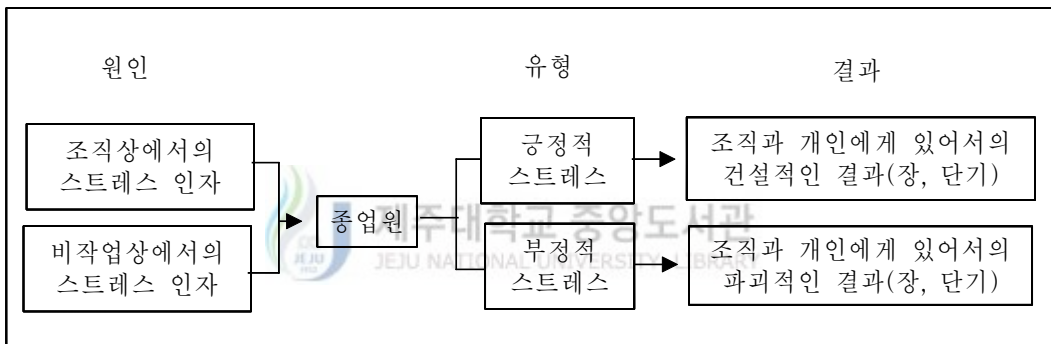 원인
유형
결과
조직상에서의
스트레스 인자
비작업상에서의
스트레스 인자
종업원
긍정적
스트레스
부정적
스트레스
조직과 개인에게 있어서의
건설적인 결과(장, 단기)
조직과 개인에게 있어서의
파괴적인 결과(장, 단기)
제주대학교 중앙도서관
JEJU NATIONAL UNIVERSITY LIBRARY
JEJU